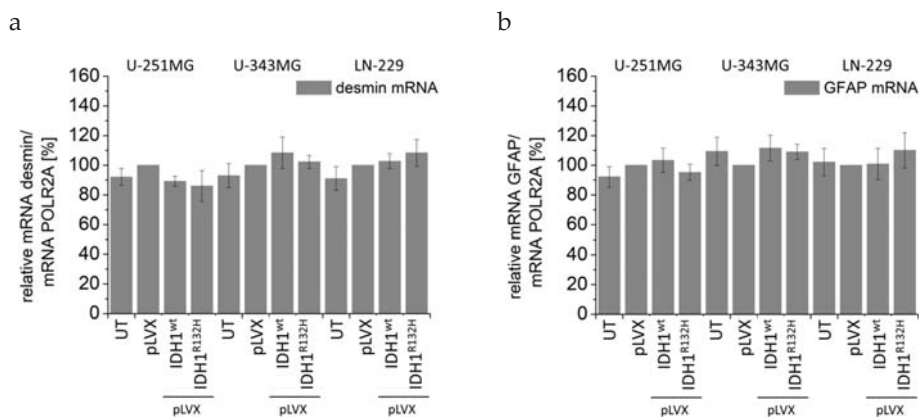 a
U-251MG U-343MG LN-229
desmin mRNA
relative mRNA desmin/
mRNA POLR2A [%]
160
140
120
100
80
60
40
20
0
UT
pLVX
IDH1wt
IDH1R132H
UT
pLVX
IDH1wt
IDH1R132H
UT
pLVX
IDH1wt
IDH1R132H
pLVX pLVX pLVX
b
U-251MG U-343MG LN-229
GFAP mRNA
relative mRNA GFAP/
mRNA POLR2A [%]
160
140
120
100
80
60
40
20
0
UT
pLVX
IDH1wt
IDH1R132H
UT
pLVX
IDH1wt
IDH1R132H
UT
pLVX
IDH1wt
IDH1R132H
pLVX pLVX pLVX